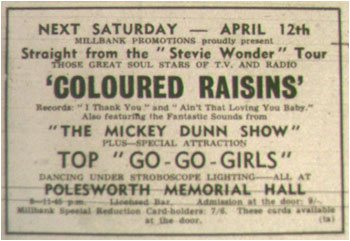 NEXT SATURDAY — APRIL 12th
MILLBANK PROMOTIONS proudly present
Straight from the "Stevie Wonder" Tour
THOSE GREAT SOUL STARS OF T.V. AND RADIO
‘COLOURED RAISINS’
Records: "I Thank You" and "Ain't That Loving You Baby."
Also featuring the Fantastic Sounds from
"THE MICKEY DUNN SHOW"
PLUS—SPECIAL ATTRACTION
TOP "GO-GO-GIRLS"
DANCING UNDER STROBOSCOPE LIGHTING—ALL AT
POLESWORTH MEMORIAL HALL
8—11-45 p.m. Licensed Bar. Admission at the door: 9/-.
Millbank Special Reduction Card-holders: 7/6. These cards available